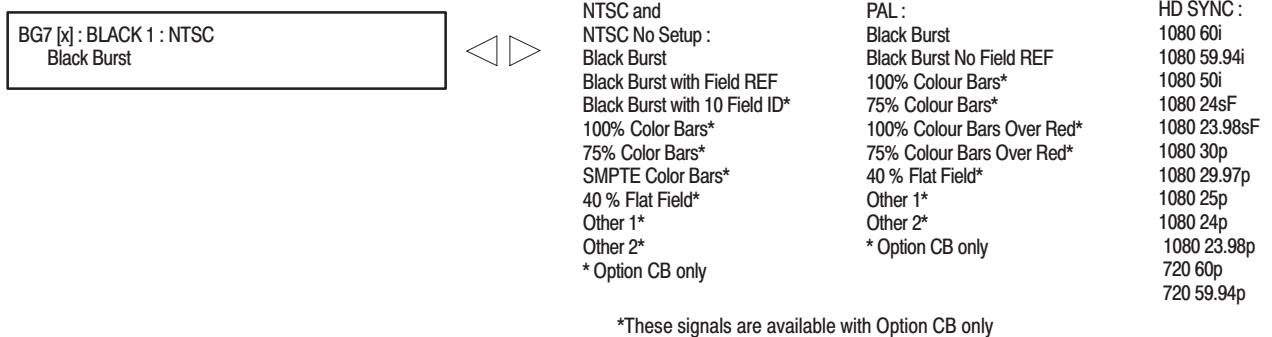 BG7 [x] : BLACK 1 : NTSC
Black Burst
NTSC and
NTSC No Setup :
Black Burst
Black Burst with Field REF
Black Burst with 10 Field ID*
100% Color Bars*
75% Color Bars*
SMPTE Color Bars*
40 % Flat Field*
Other 1*
Other 2*
* Option CB only
PAL :
Black Burst
Black Burst No Field REF
100% Colour Bars*
75% Colour Bars*
100% Colour Bars Over Red*
75% Colour Bars Over Red*
40 % Flat Field*
Other 1*
Other 2*
* Option CB only
HD SYNC :
1080 60i
1080 59.94i
1080 50i
1080 24sF
1080 23.98sF
1080 30p
1080 29.97p
1080 25p
1080 24p
1080 23.98p
720 60p
720 59.94p
*These signals are available with Option CB only